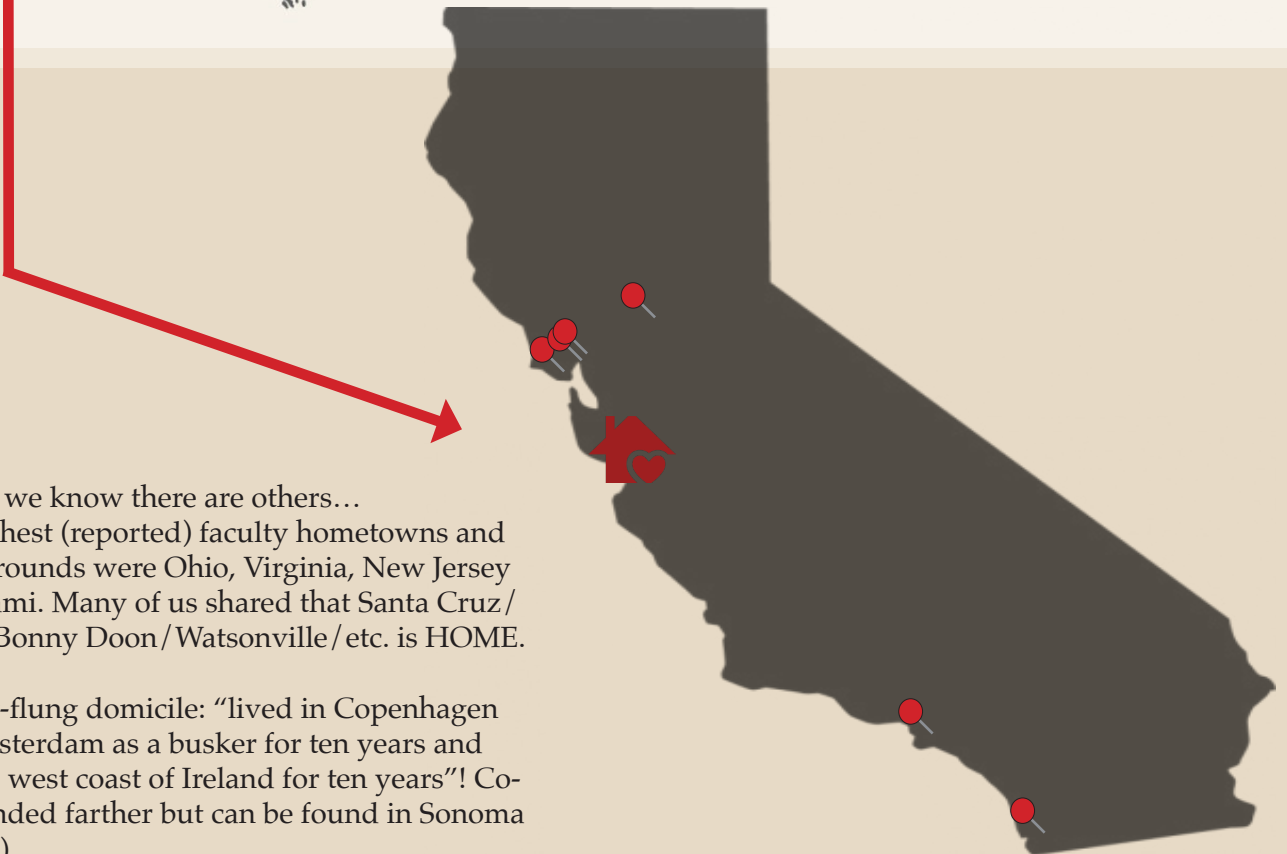 we know there are others…
hest (reported) faculty hometowns and
rounds were Ohio, Virginia, New Jersey
mi. Many of us shared that Santa Cruz/
Bonny Doon/Watsonville/etc. is HOME.
-flung domicile: “lived in Copenhagen
sterdam as a busker for ten years and
west coast of Ireland for ten years”! Co-
nded farther but can be found in Sonoma
)